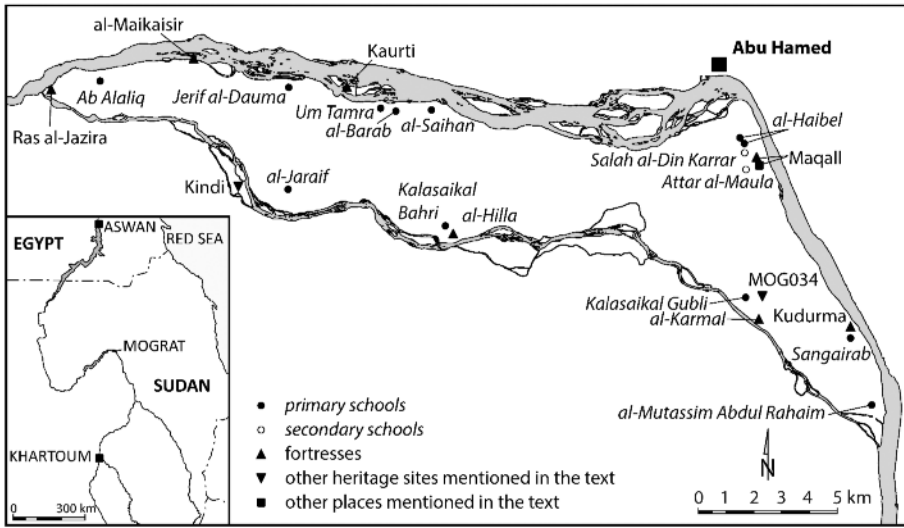 al-Maikaisir
Kaurti
Abu Hamed
Ab Alaliq
Jerif al-Dauma
Um Tamra
al-Barab
al-Saihan
al-Haibel
Ras al-Jazira
Salah al-Din Karrar
Maqall
Attar al-Maula
Kindi
al-Jaraif
Kalasaikal
Bahri
al-Hilla
EGYPT
ASWAN
RED SEA
MOGRAT
SUDAN
KHARTOUM
0 300 km
MOG034
Kalasaikal Gubli
al-Karmal
Kudurma
Sangairab
al-Mutassim Abdul Rahaim
primary schools
secondary schools
fortresses
other heritage sites mentioned in the text
other places mentioned in the text
N
0 1 2 3 4 5 km